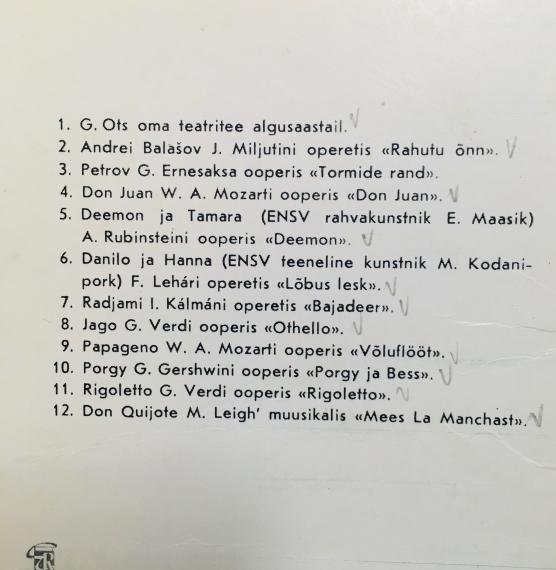 1. G. Ots oma teatritee algusaastail.
2. Andrei Balašov J. Miljutini operetis «Rahutu õnn».
3. Petrov G. Ernesaksa ooperis «Tormide rand».
4. Don Juan W. A. Mozarti ooperis «Don Juan».
5. Deemon ja Tamara (ENSV rahvakunstnik E. Maasik)
A. Rubinsteini ooperis «Deemon».
6. Danilo ja Hanna (ENSV teeneline kunstnik M. Kodani-
pork) F. Lehári operetis «Lõbus lesk».
7. Radjami I. Kálmáni operetis «Bajadeer».
8. Jago G. Verdi ooperis «Othello».
9. Papageno W. A. Mozarti ooperis «Võluflööt».
10. Porgy G. Gershwini ooperis «Porgy ja Bess».
11. Rigoletto G. Verdi ooperis «Rigoletto».
12. Don Quijote M. Leigh' muusikalis «Mees La Manchast».